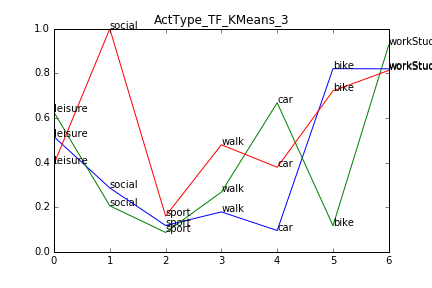 ActType_TF_KMeans_3
1.0
social
workStud
bike
workStud
workStud
0.8
bike
car
leisure
0.6
leisure
walk
0.4
leisure
car
social
walk
0.2
social
walk
sport
sport
bike
sport
car
0.0
0 1 2 3 4 5 6